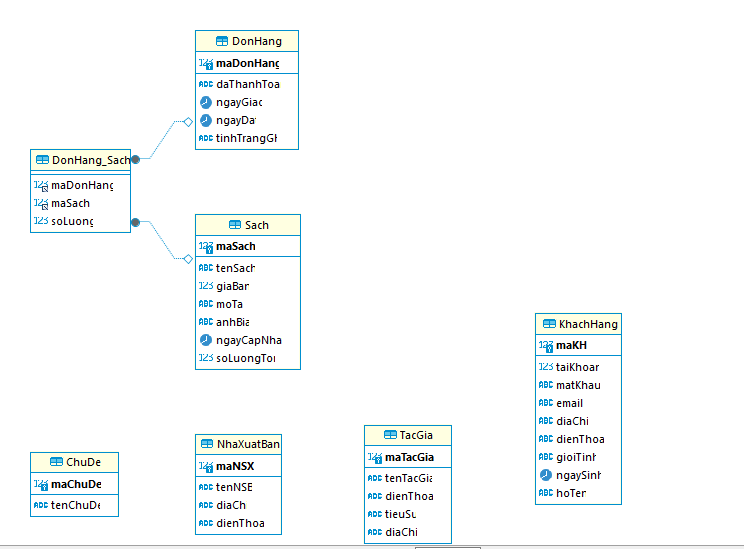 DonHang
123 maDonHang
ABC daThanhToa
ngayGiao
ngayDat
ABC tinhTrangGh
DonHang_Sach
123 maDonHang
123 maSach
123 soLuong
Sach
123 maSach
ABC tenSach
123 giaBan
ABC moTa
ABC anhBia
ngayCapNha
123 soLuongTon
KhachHang
123 maKH
123 taiKhoan
ABC matKhau
ABC email
ABC diaChi
ABC dienThoa
ABC gioiTinh
ngaySinh
ABC hoTen
ChuDe
123 maChuDe
ABC tenChuDe
NhaXuatBan
123 maNSX
ABC tenNSE
ABC diaCh
ABC dienThoa
TacGia
123 maTacGia
ABC tenTacGia
ABC dienThoa
ABC tieuSu
ABC diaChi